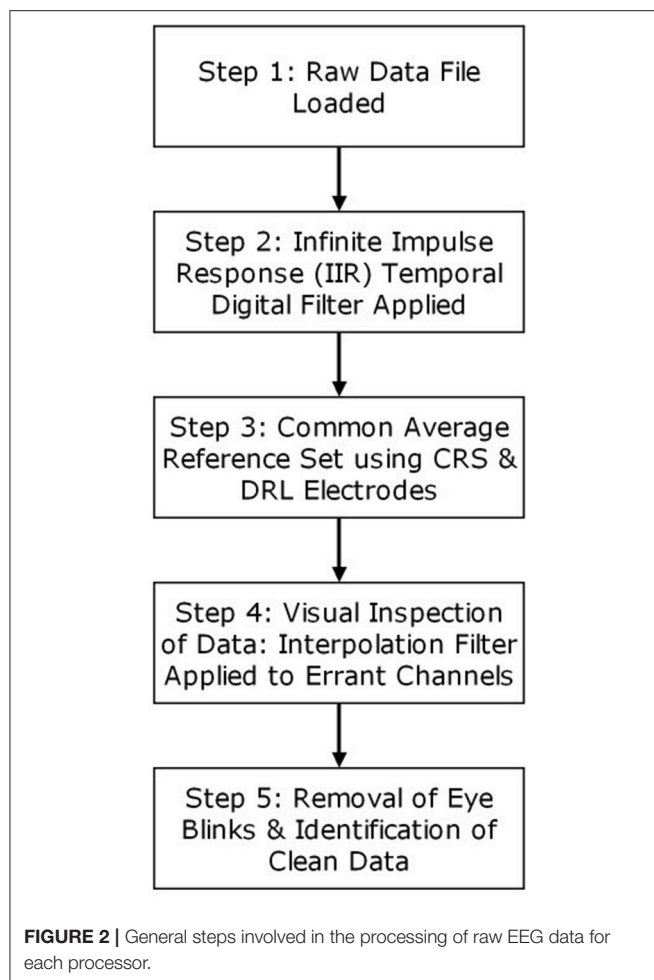 Step 1: Raw Data File
Loaded
Step 2: Infinite Impulse
Response (IIR) Temporal
Digital Filter Applied
Step 3: Common Average
Reference Set using CRS &
DRL Electrodes
Step 4: Visual Inspection
of Data: Interpolation Filter
Applied to Errant Channels
Step 5: Removal of Eye
Blinks & Identification of
Clean Data
FIGURE 2 | General steps involved in the processing of raw EEG data for
each processor.